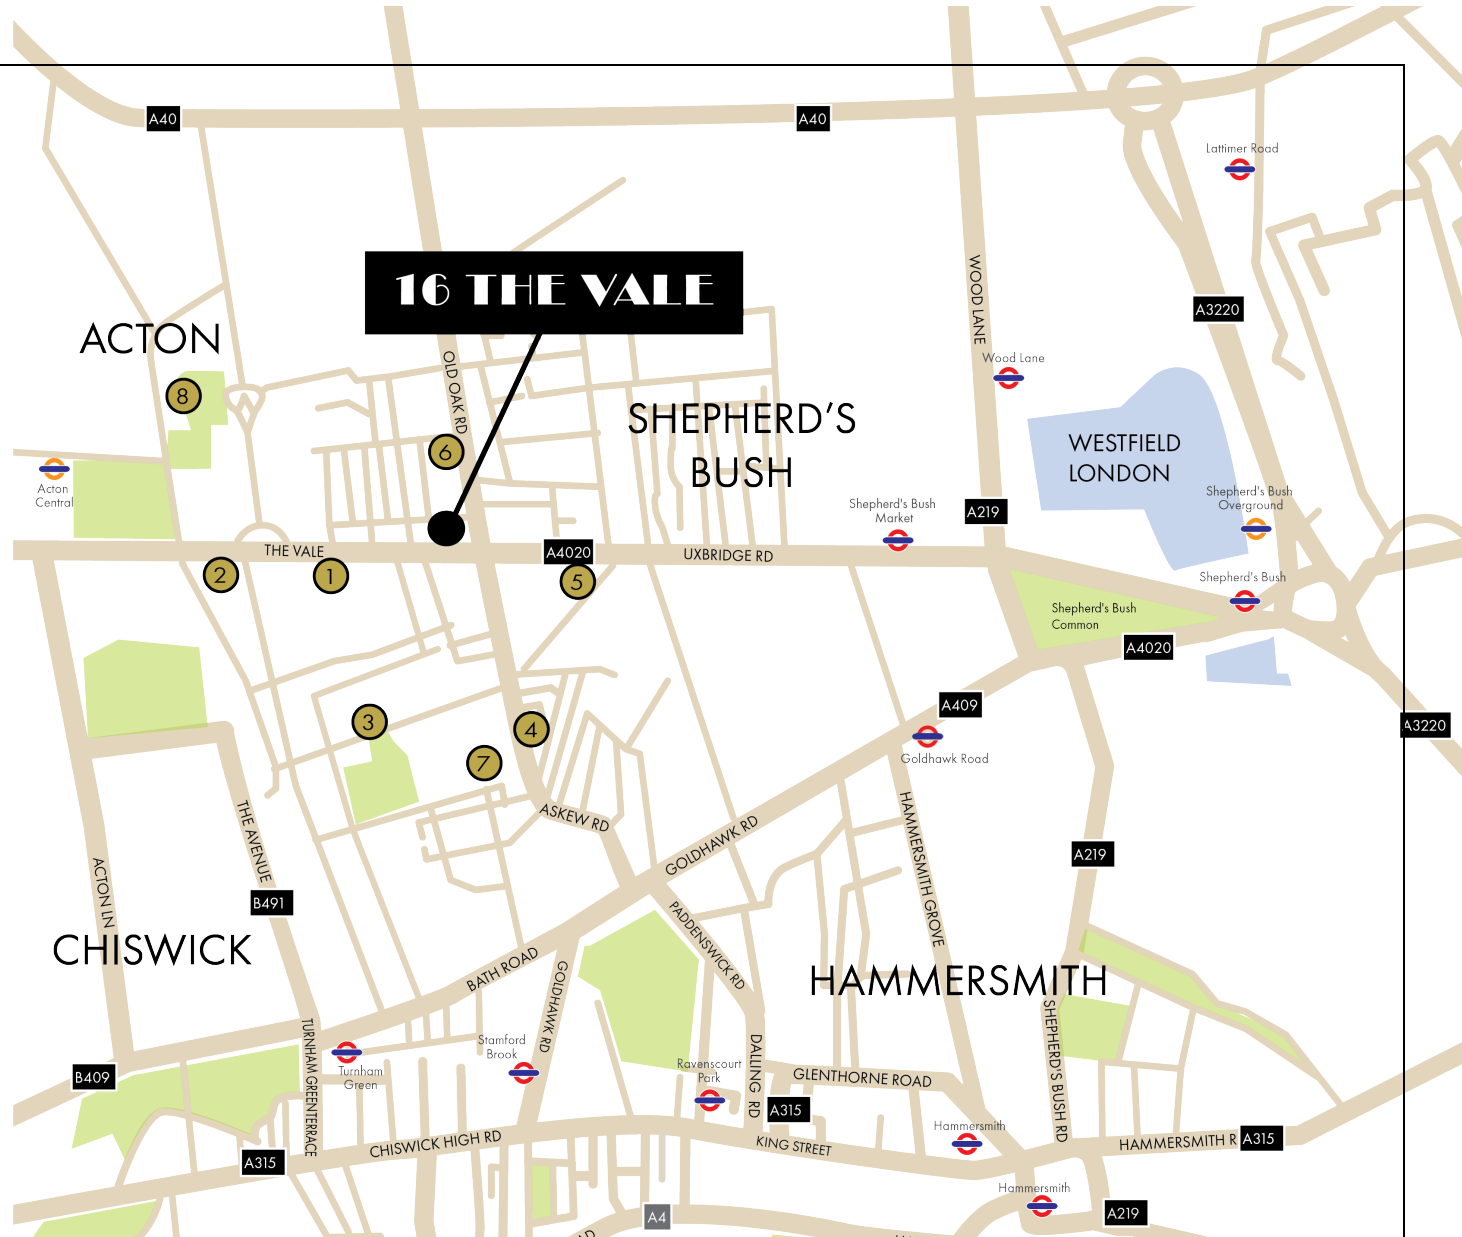 A40
A40
Lattimer Road
16 THE VALE
WOOD LANE
A3220
ACTON
OLD OAK RD
Wood Lane
8
SHEPHERD'S
BUSH
WESTFIELD
LONDON
6
Acton
Central
Shepherd's Bush
Market
A219
Shepherd's Bush
Overground
THE VALE
A4020
UXBRIDGE RD
2
1
5
Shepherd's Bush
Shepherd's Bush
Common
A4020
A409
3
4
A3220
Goldhawk Road
7
THE AVENUE
ASKEW RD
HAMMERSMITH GROVE
GOLDHAWK RD
A219
ACTON LN
B491
PADDENSWICK RD
CHISWICK
BATH ROAD
GOLDHAWK RD
HAMMERSMITH
SHEPHERD'S BUSH RD
TURNHAM GREENTERRACE
Stamford
Brook
Turnham
Green
DALLING RD
Ravenscourt
Park
GLENTHORNE ROAD
B409
A315
Hammersmith
CHISWICK HIGH RD
KING STREET
HAMMERSMITH R
A315
A315
Hammersmith
A4
A219